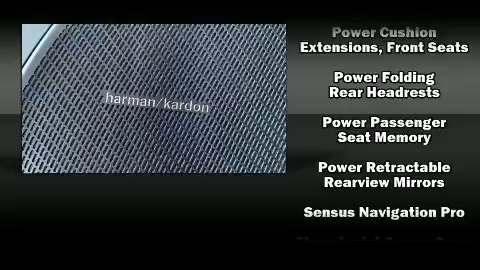 harman/kardon
Power Cushion
Extensions, Front Seats
Power Folding
Rear Headrests
Power Passenger
Seat Memory
Power Retractable
Rearview Mirrors
Sensus Navigation Pro